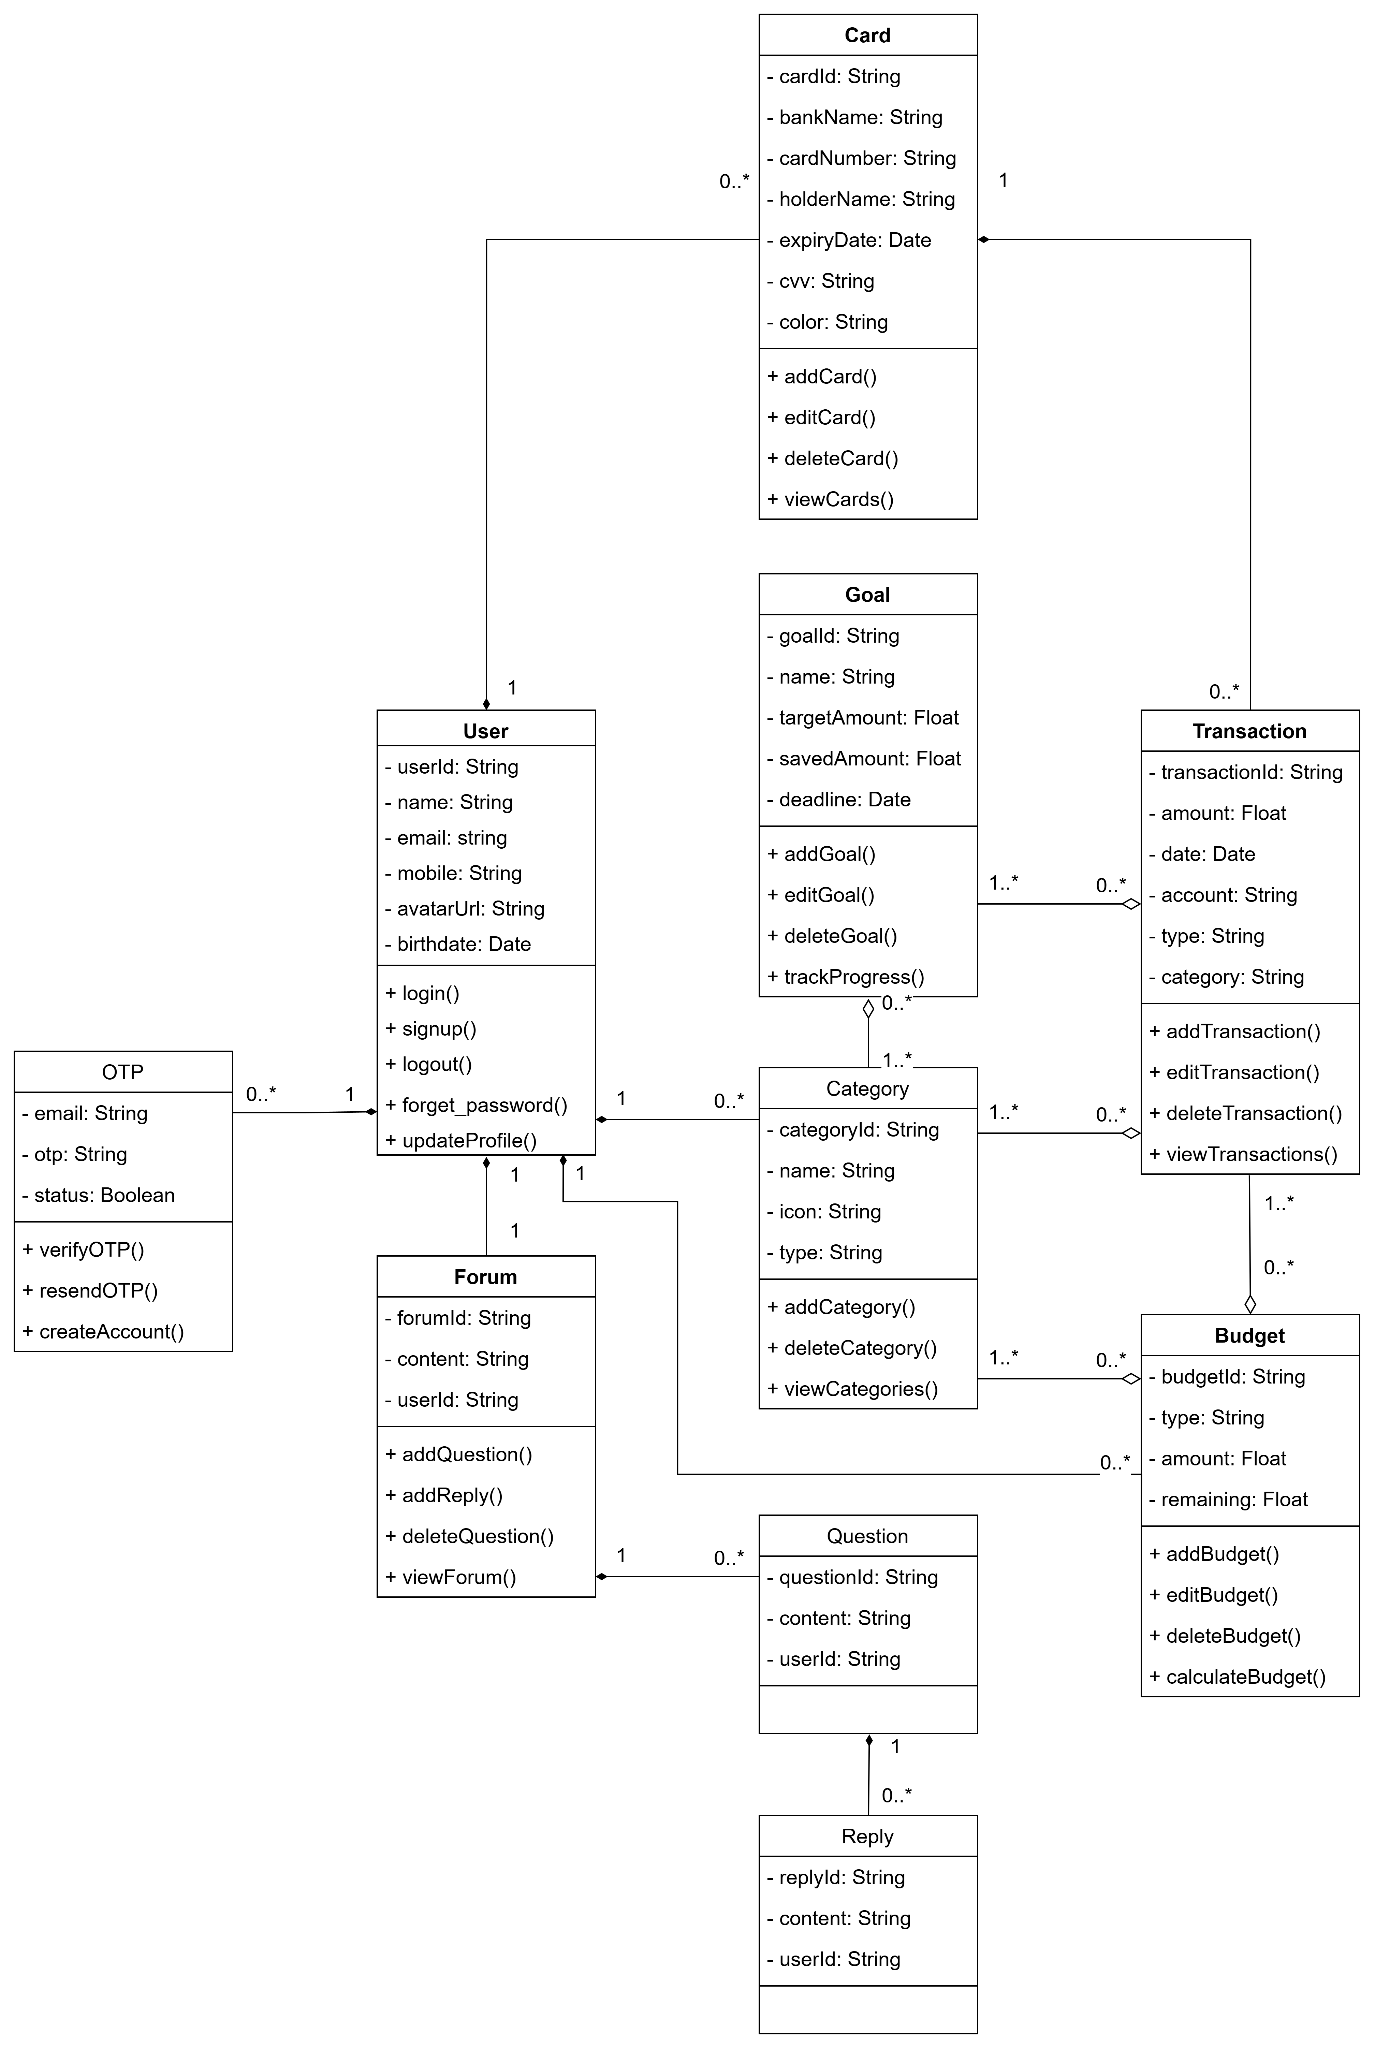 Card
- cardId: String
- bankName: String
- cardNumber: String
- holderName: String
- expiryDate: Date
- cvv: String
- color: String
+ addCard()
+ editCard()
+ deleteCard()
+ viewCards()
0..*
1
1
0..*
Goal
- goalId: String
- name: String
- targetAmount: Float
- savedAmount: Float
- deadline: Date
+ addGoal()
+ editGoal()
+ deleteGoal()
+ trackProgress()
1..*
0..*
0..*
1..*
User
- userId: String
- name: String
- email: string
- mobile: String
- avatarUrl: String
- birthdate: Date
+ login()
+ signup()
+ logout()
+ forget_password()
+ updateProfile()
Transaction
- transactionId: String
- amount: Float
- date: Date
- account: String
- type: String
- category: String
+ addTransaction()
+ editTransaction()
+ deleteTransaction()
+ viewTransactions()
OTP
- email: String
- otp: String
- status: Boolean
+ verifyOTP()
+ resendOTP()
+ createAccount()
0..*
1
1
0..*
1
1
1
Category
- categoryId: String
- name: String
- icon: String
- type: String
+ addCategory()
+ deleteCategory()
+ viewCategories()
1..*
0..*
1..*
0..*
1..*
0..*
0..*
Forum
- forumId: String
- content: String
- userId: String
+ addQuestion()
+ addReply()
+ deleteQuestion()
+ viewForum()
Budget
- budgetId: String
- type: String
- amount: Float
- remaining: Float
+ addBudget()
+ editBudget()
+ deleteBudget()
+ calculateBudget()
1
0..*
Question
- questionId: String
- content: String
- userId: String
1
0..*
Reply
- replyId: String
- content: String
- userId: String